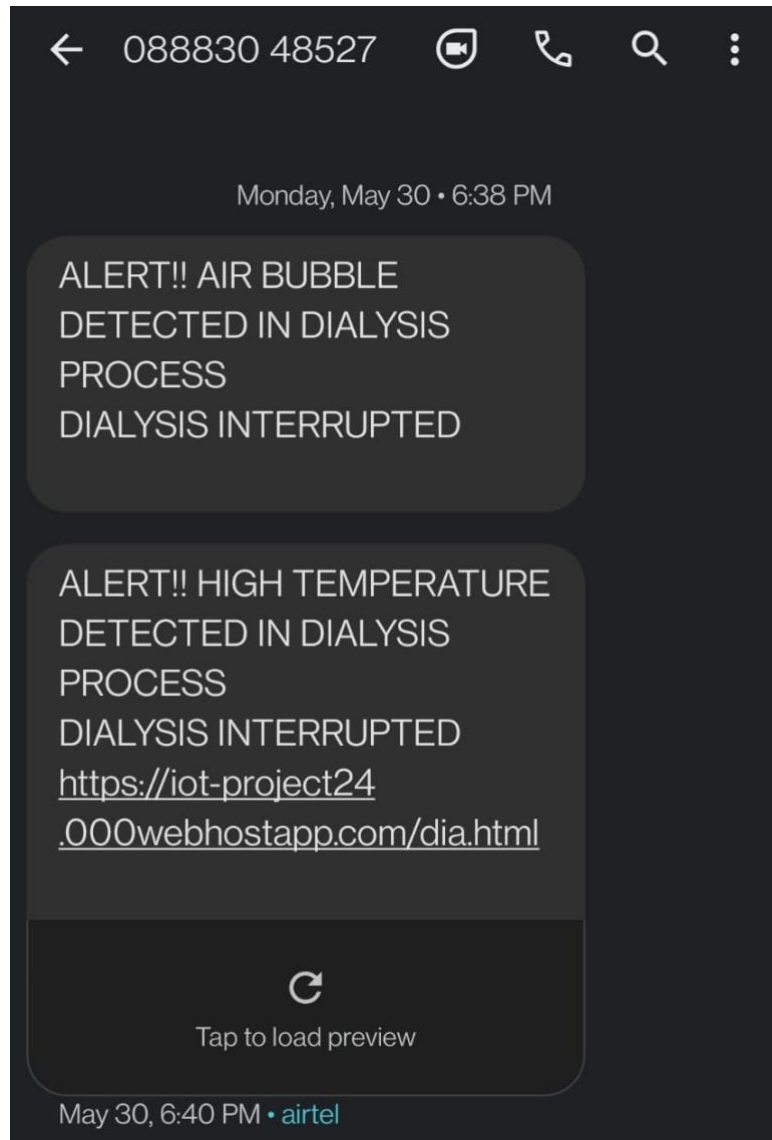 088830 48527
Monday, May 30 • 6:38 PM
ALERT!! AIR BUBBLE
DETECTED IN DIALYSIS
PROCESS
DIALYSIS INTERRUPTED
ALERT!! HIGH TEMPERATURE
DETECTED IN DIALYSIS
PROCESS
DIALYSIS INTERRUPTED
https://iot-project24
.000webhostapp.com/dia.html
Tap to load preview
May 30, 6:40 PM • airtel